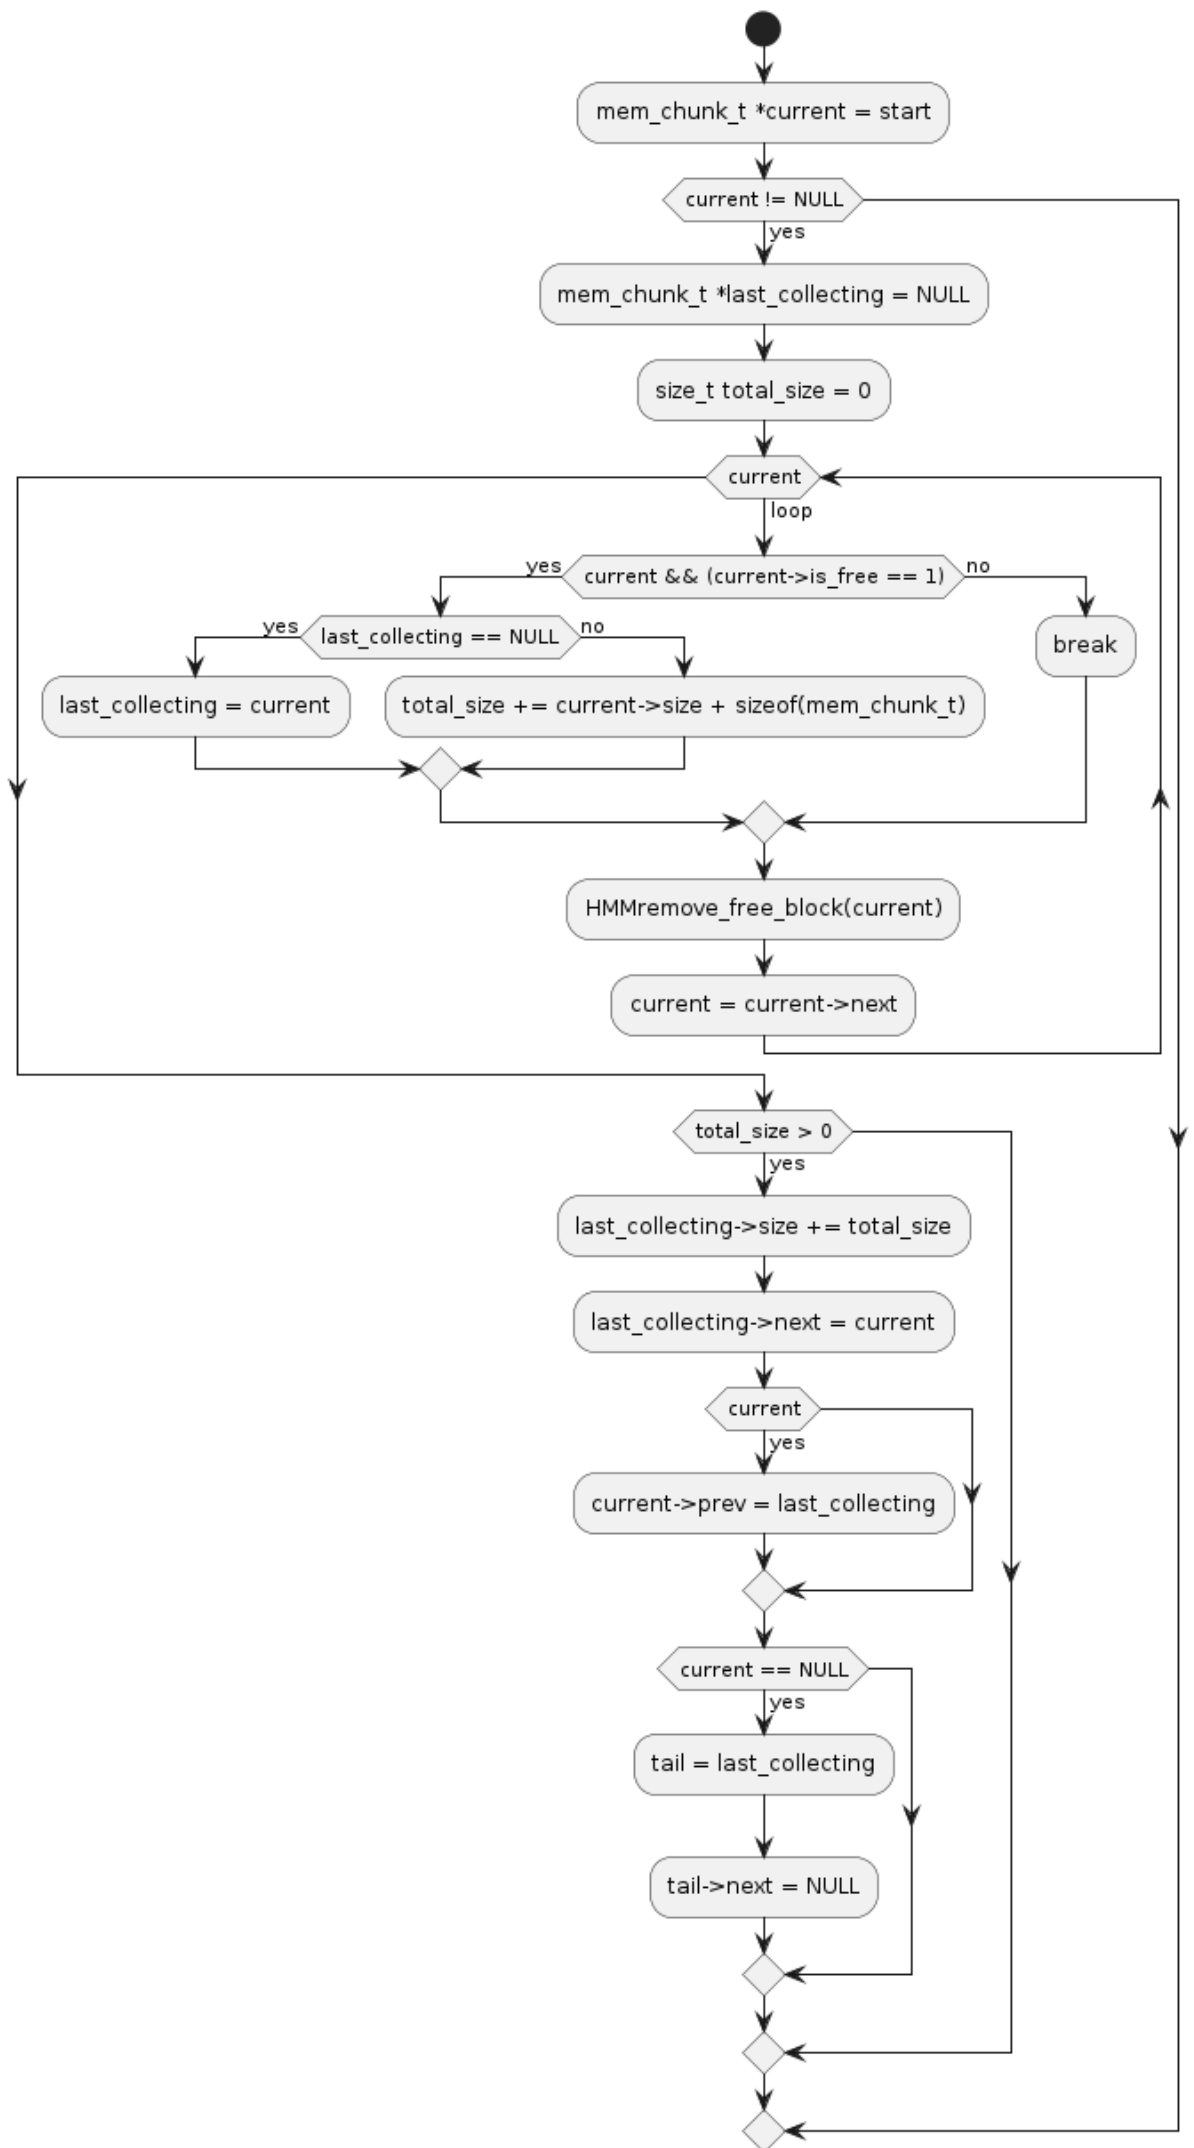 mem_chunk_t *current = start
current != NULL
yes
mem_chunk_t *last_collecting = NULL
size_t total_size = 0
current
loop
yes
current && (current->is_free == 1)
no
yes
last_collecting == NULL
no
break
last_collecting = current
total_size += current->size + sizeof(mem_chunk_t)
HMMremove_free_block(current)
current = current->next
total_size > 0
yes
last_collecting->size += total_size
last_collecting->next = current
current
yes
current->prev = last_collecting
current == NULL
yes
tail = last_collecting
tail->next = NULL